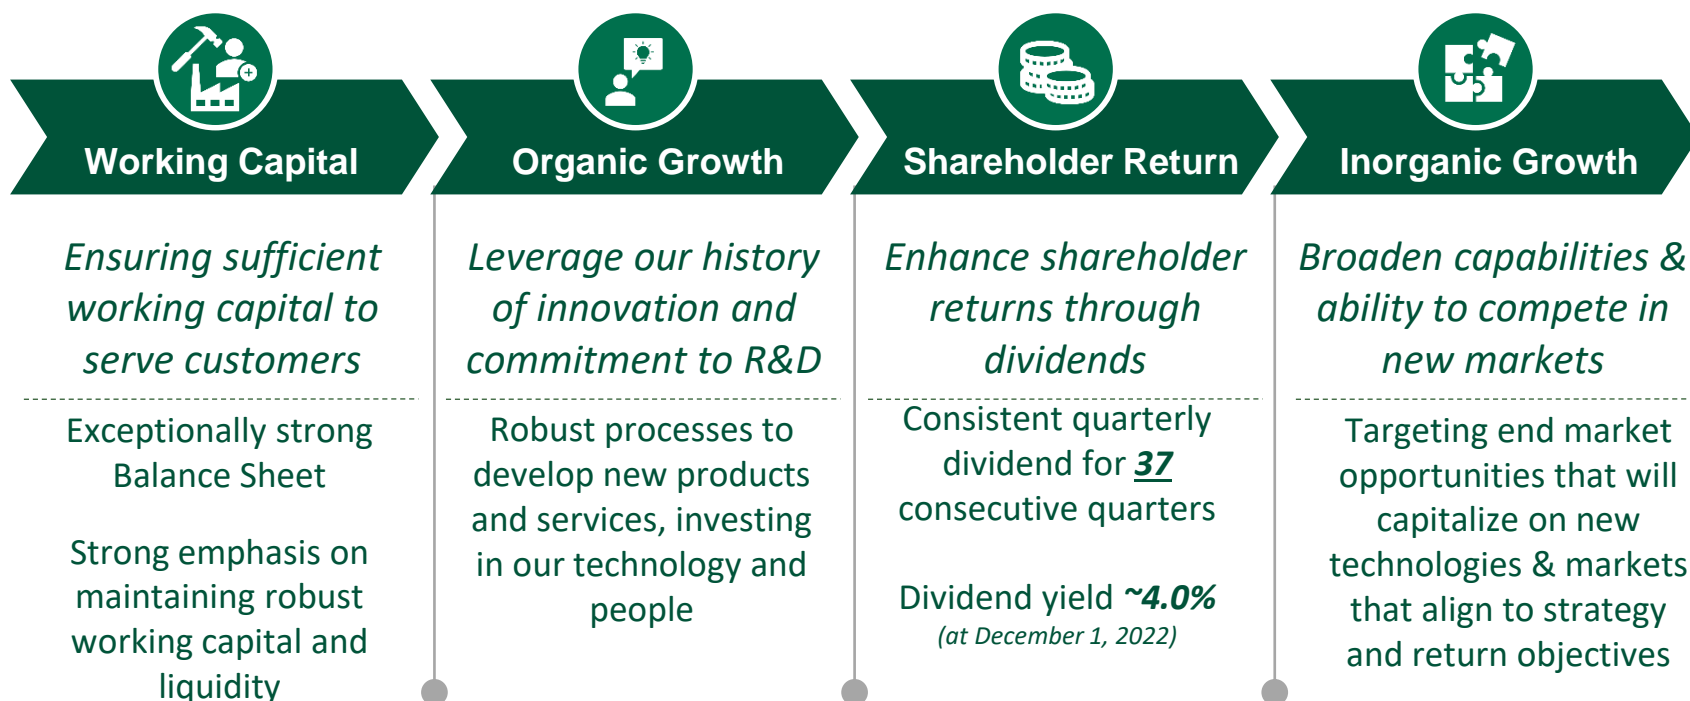 Working Capital
Ensuring sufficient
working capital to
serve customers
Exceptionally strong
Balance Sheet
Strong emphasis on
maintaining robust
working capital and
liquidity
Organic Growth
Leverage our history
of innovation and
commitment to R&D
Robust processes to
develop new products
and services, investing
in our technology and
people
Shareholder Return
Enhance shareholder
returns through
dividends
Consistent quarterly
dividend for 37
consecutive quarters
Dividend yield ~4.0%
(at December 1, 2022)
Inorganic Growth
Broaden capabilities &
ability to compete in
new markets
Targeting end market
opportunities that will
capitalize on new
technologies & markets
that align to strategy
and return objectives